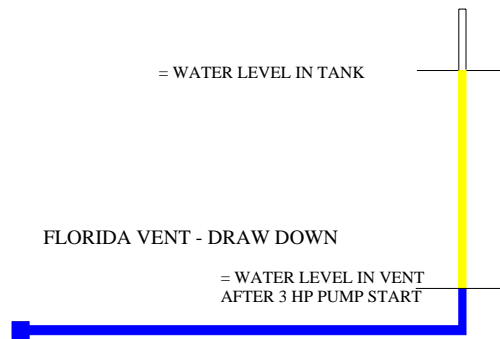 = WATER LEVEL IN TANK
FLORIDA VENT - DRAW DOWN
= WATER LEVEL IN VENT
AFTER 3 HP PUMP START